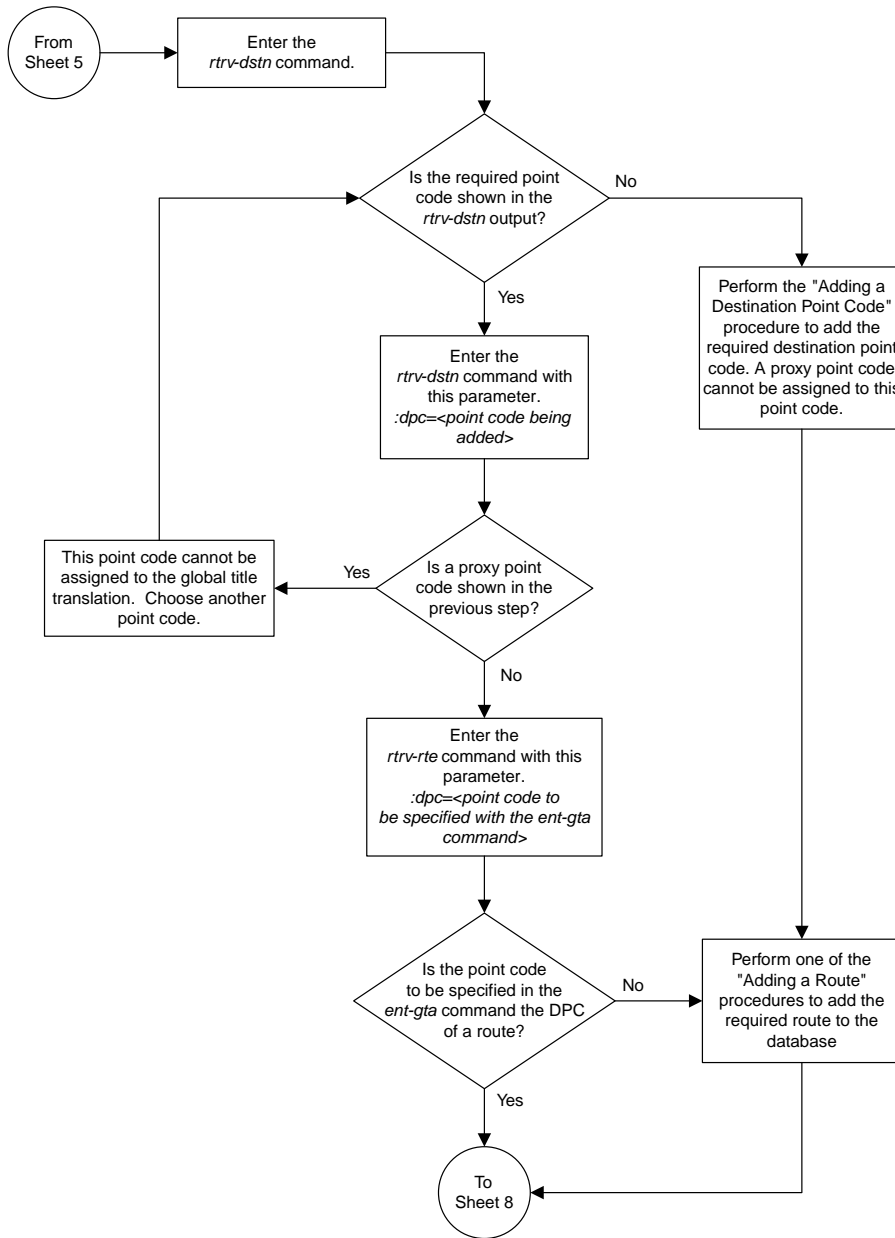 From
Sheet 5
Enter the
rtrv-dstn command.
Is the required point
code shown in the
rtrv-dstn output?
No
Yes
Perform the "Adding a
Destination Point Code"
procedure to add the
required destination point
code. A proxy point code
cannot be assigned to this
point code.
Enter the
rtrv-dstn command with
this parameter.
:dpc=<point code being
added>
Is a proxy point
code shown in the
previous step?
Yes
This point code cannot be
assigned to the global title
translation. Choose another
point code.
No
Enter the
rtrv-rte command with this
parameter.
:dpc=<point code to
be specified with the ent-gta
command>
Is the point code
to be specified in the
ent-gta command the DPC
of a route?
No
Perform one of the
"Adding a Route"
procedures to add the
required route to the
database
Yes
To
Sheet 8